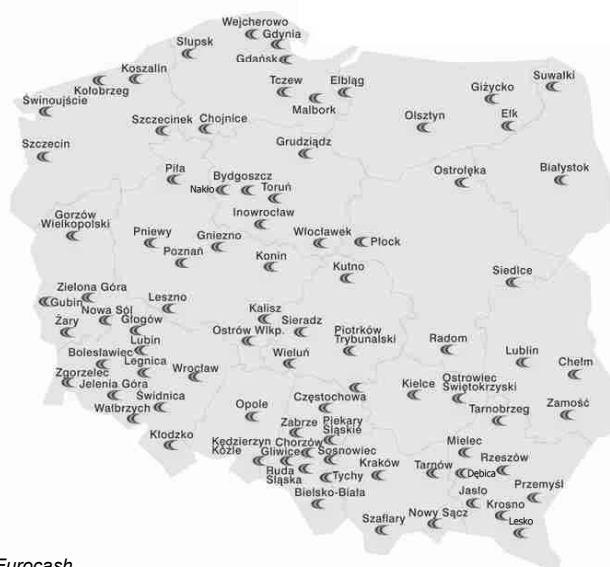 Wejcherowo
Gdynia
Słupsk
Gdańsk
Koszalin
Kołobrzeg
Tczew
Elbląg
Malbork
Giżycko
Suwałki
Świnoujście
Szczecinek
Chojnice
Olsztyn
Ełk
Szczecin
Grudziądz
Piła
Bydgoszcz
Nakło
Toruń
Ostrołęka
Białystok
Inowrocław
Gorzów
Wielkopolski
Pniewy
Gniezno
Poznań
Włocławek
Płock
Konin
Kutno
Siedlce
Zielona Góra
Gubin
Nowa Sól
Leszno
Żary
Głogów
Kalisz
Ostrów Wlkp.
Sieradz
Piotrków
Trybunalski
Radom
Lublin
Chełm
Lubin
Bolesławiec
Legnica
Zgorzelec
Wrocław
Wieluń
Jelenia Góra
Świdnica
Wałbrzych
Kielce
Ostrowiec
Świętokrzyski
Częstochowa
Opole
Tarnobrzeg
Zamość
Zabrze
Piekary
Śląskie
Kłodzko
Kędzierzyn
Koźle
Gliwice
Chorzów
Sosnowiec
Ruda
Śląska
Tychy
Kraków
Mielec
Tarnów
Dębica
Rzeszów
Bielsko-Biała
Jasło
Przemyśl
Krosno
Szaflary
Nowy Sącz
Lesko
Eurocash